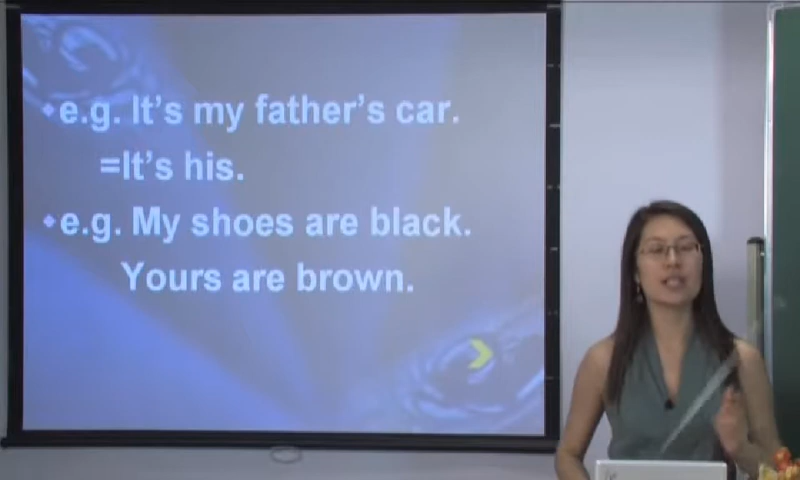 e.g. It's my father's car.
=It's his.
e.g. My shoes are black.
Yours are brown.